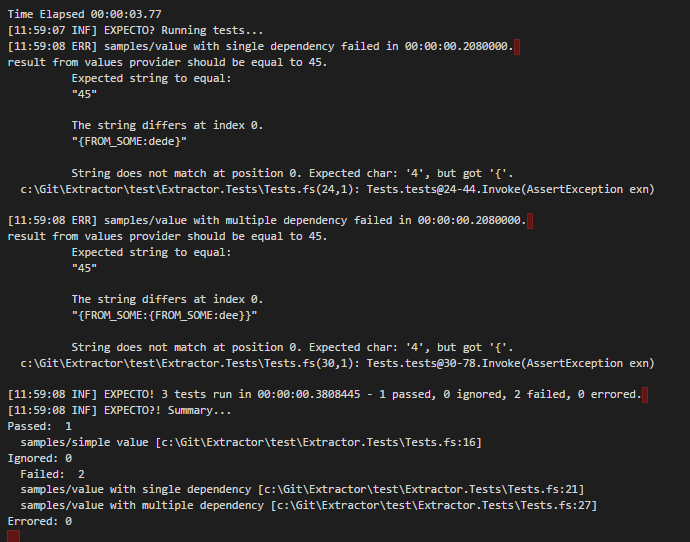 Time Elapsed 00:00:03.77
[11:59:07 INF] EXPECTO? Running tests...
[11:59:08 ERR] samples/value with single dependency failed in 00:00:00.2080000.
result from values provider should be equal to 45.
Expected string to equal:
"45"
The string differs at index 0.
"{FROM_SOME:dede}"
String does not match at position 0. Expected char: '4', but got '{'.
c:\Git\Extractor\test\Extractor.Tests\Tests.fs(24,1): Tests.tests@24-44.Invoke(AssertException exn)
[11:59:08 ERR] samples/value with multiple dependency failed in 00:00:00.2080000.
result from values provider should be equal to 45.
Expected string to equal:
"45"
The string differs at index 0.
"{FROM_SOME:{FROM_SOME:dee}}"
String does not match at position 0. Expected char: '4', but got '{'.
c:\Git\Extractor\test\Extractor.Tests\Tests.fs(30,1): Tests.tests@30-78.Invoke(AssertException exn)
[11:59:08 INF] EXPECTO! 3 tests run in 00:00:00.3808445 - 1 passed, 0 ignored, 2 failed, 0 errored.
[11:59:08 INF] EXPECTO?! Summary...
Passed:  1
samples/simple value [c:\Git\Extractor\test\Extractor.Tests\Tests.fs:16]
Ignored: 0
Failed:  2
samples/value with single dependency [c:\Git\Extractor\test\Extractor.Tests\Tests.fs:21]
samples/value with multiple dependency [c:\Git\Extractor\test\Extractor.Tests\Tests.fs:27]
Errored: 0